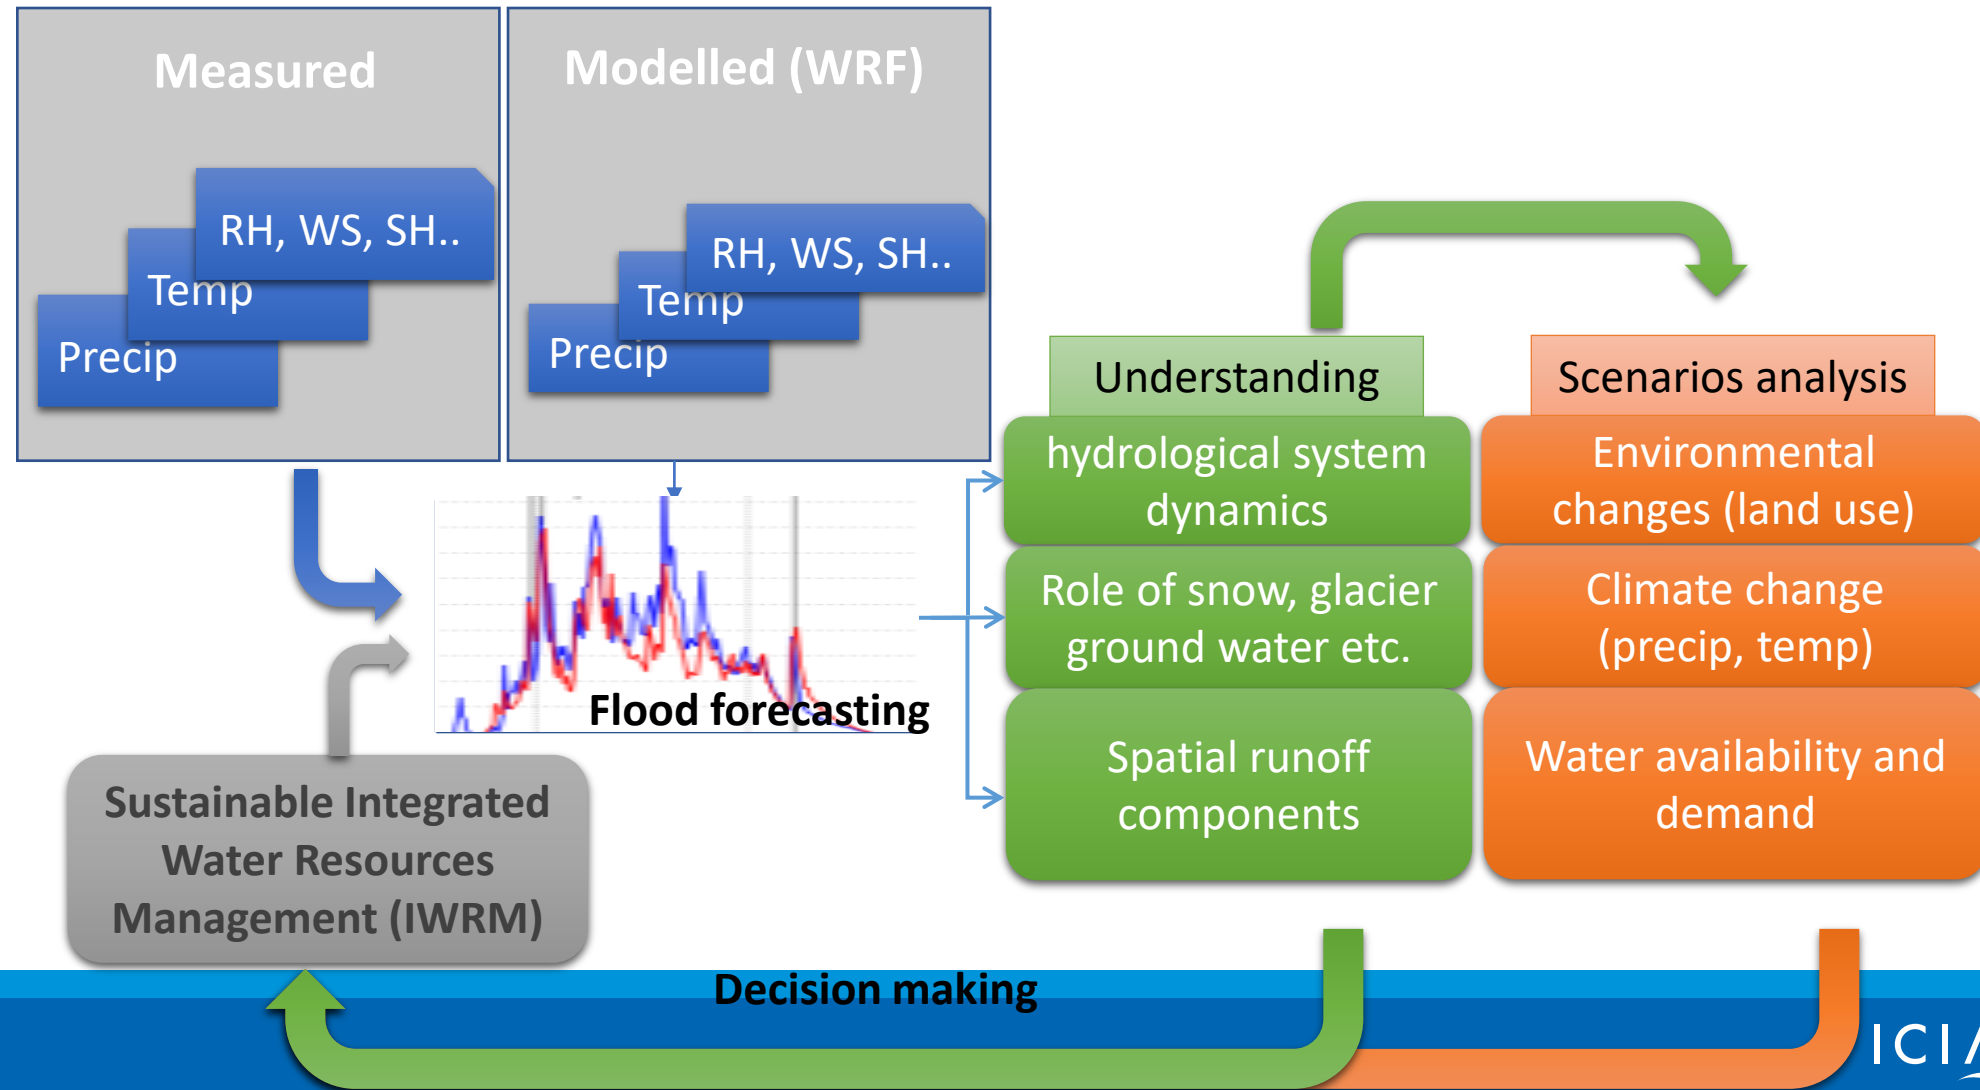 Measured
RH, WS, SH..
Temp
Precip
Modelled (WRF)
RH, WS, SH..
Temp
Precip
Flood forecasting
Understanding
hydrological system
dynamics
Role of snow, glacier
ground water etc.
Spatial runoff
components
Scenarios analysis
Environmental
changes (land use)
Climate change
(precip, temp)
Water availability and
demand
Sustainable Integrated
Water Resources
Management (IWRM)
Decision making